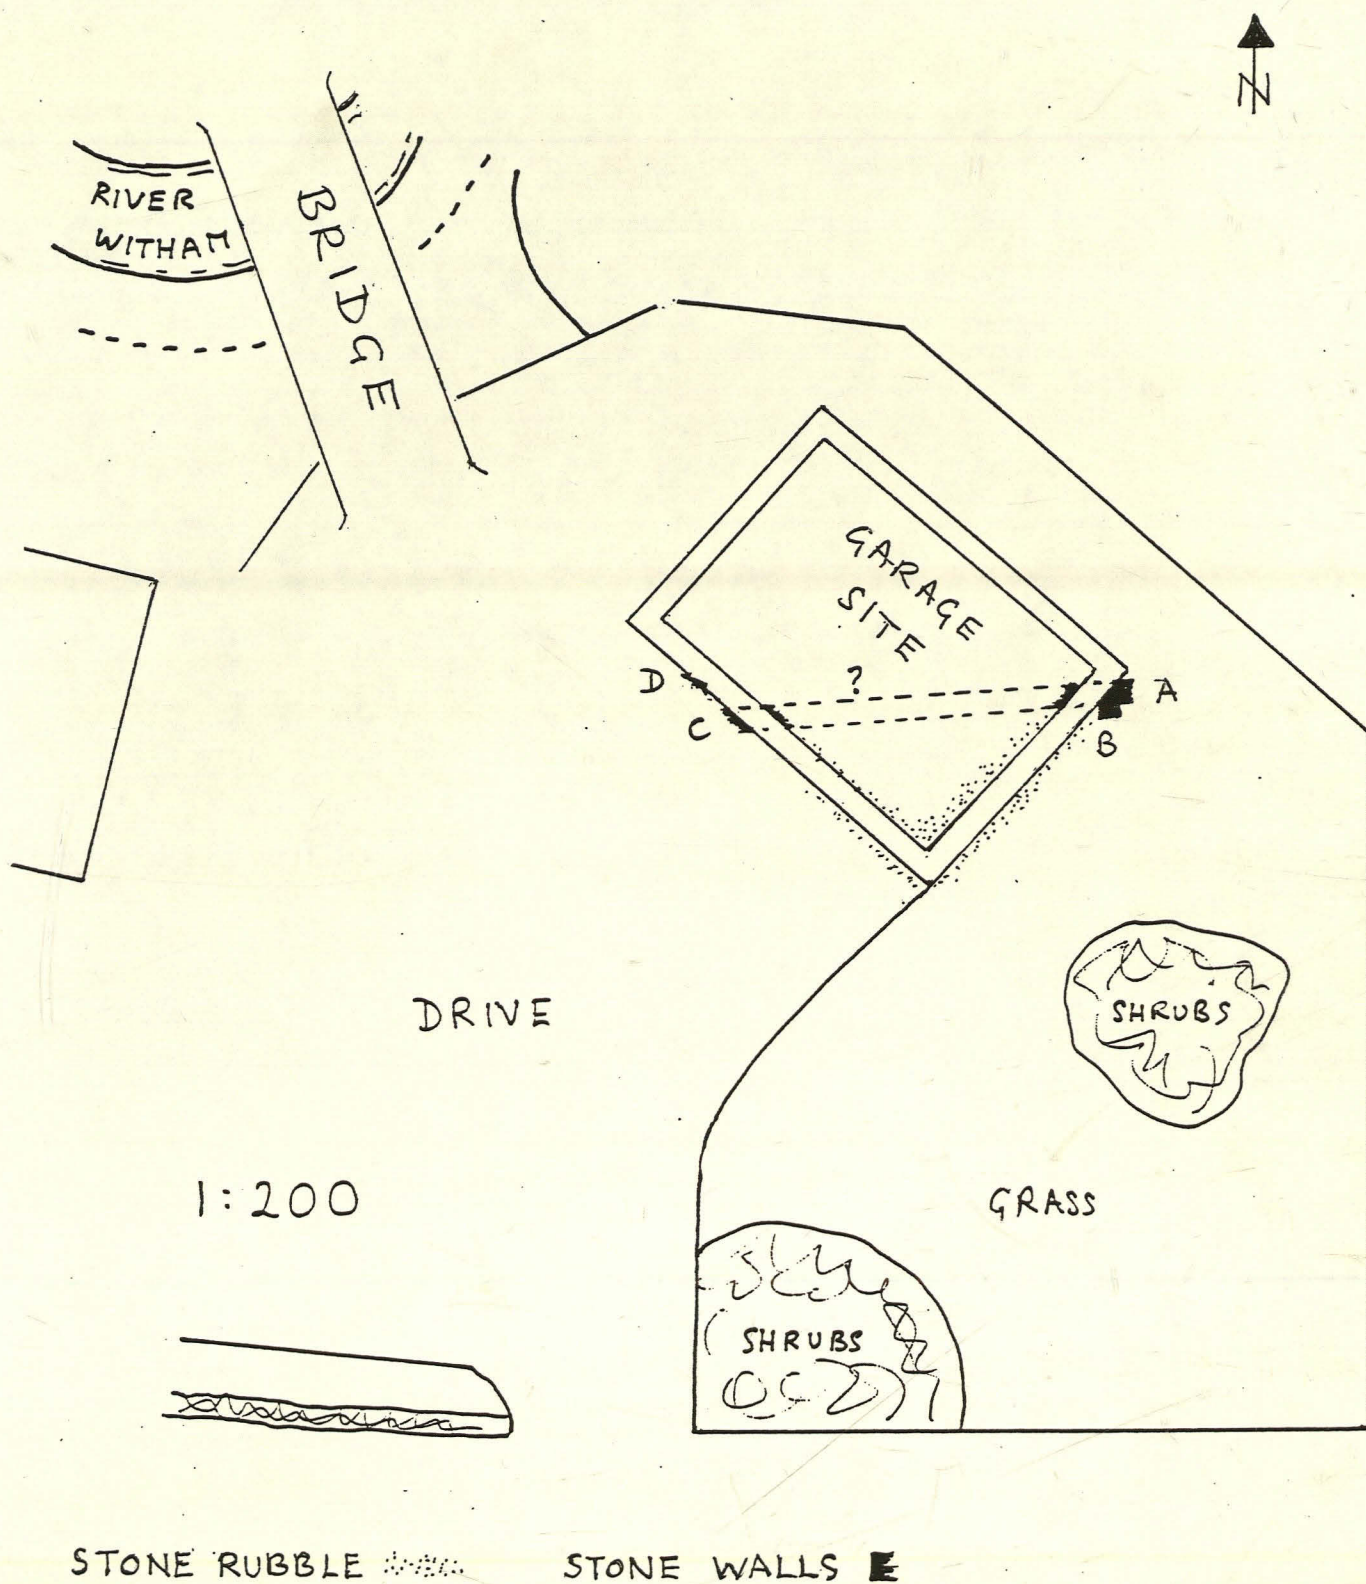 N
RIVER
WITHAM
BRIDGE
GARAGE
SITE
?
D
A
C
B
SHRUBS
DRIVE
1:200
GRASS
SHRUBS
STONE RUBBLE
STONE WALLS